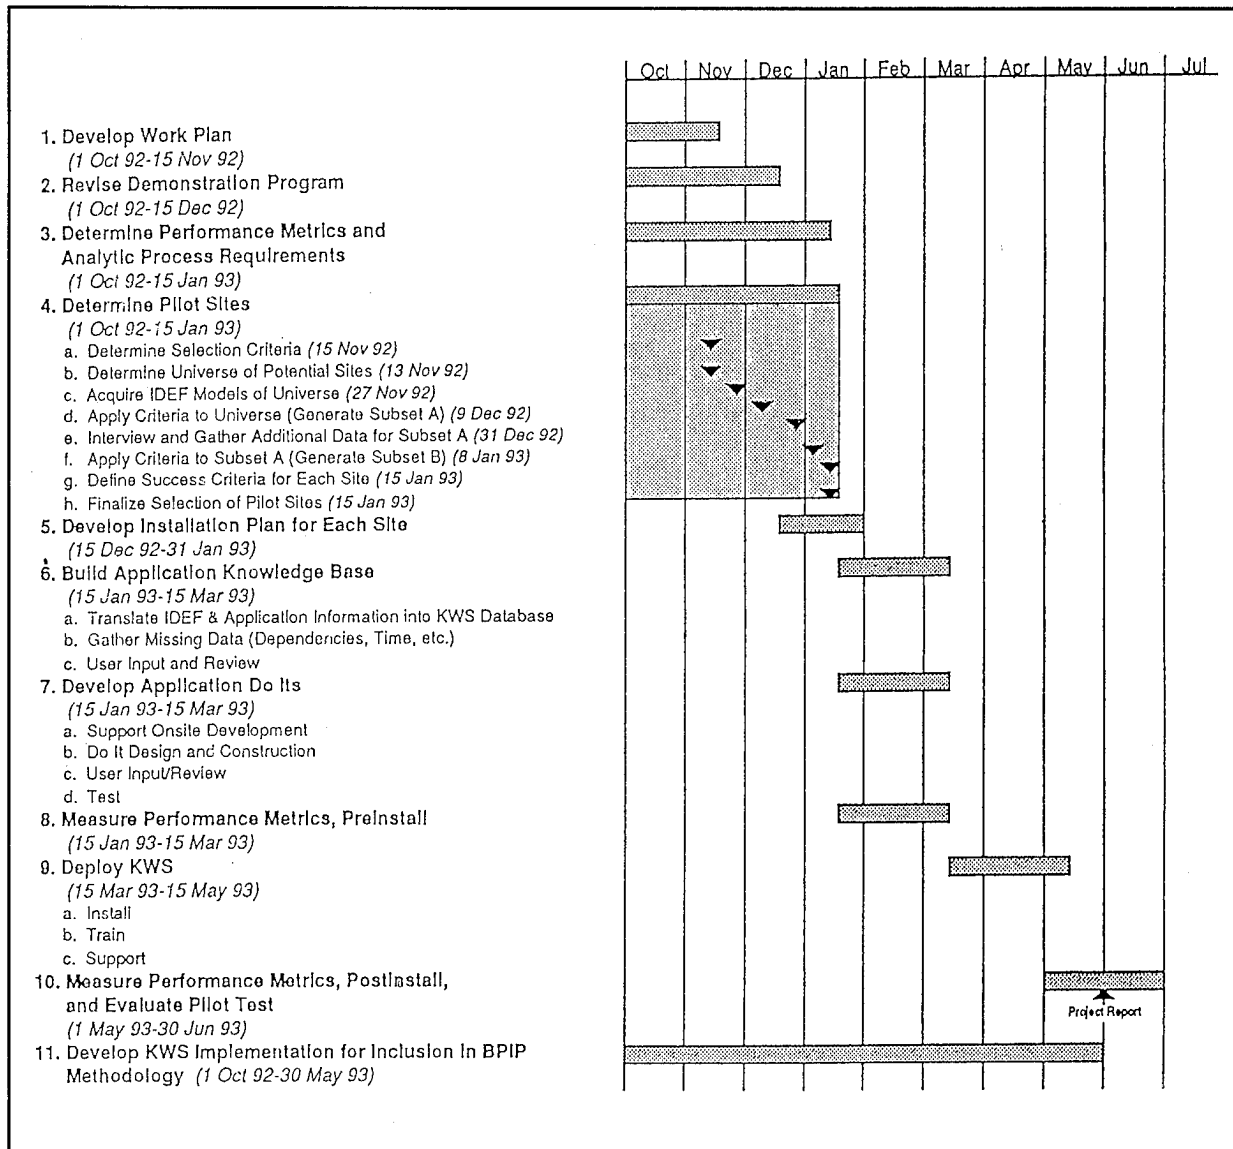 Oct Nov Dec Jan Feb Mar Apr May Jun Jul
1. Develop Work Plan
(1 Oct 92-15 Nov 92)
2. Revise Demonstration Program
(1 Oct 92-15 Dec 92)
3. Determine Performance Metrics and
Analytic Process Requirements
(1 Oct 92-15 Jan 93)
4. Determine Pilot Sites
(1 Oct 92-15 Jan 93)
a. Determine Selection Criteria (15 Nov 92)
b. Determine Universe of Potential Sites (13 Nov 92)
c. Acquire IDEF Models of Universe (27 Nov 92)
d. Apply Criteria to Universe (Generate Subset A) (9 Dec 92)
e. Interview and Gather Additional Data for Subset A (31 Dec 92)
f. Apply Criteria to Subset A (Generate Subset B) (8 Jan 93)
g. Define Success Criteria for Each Site (15 Jan 93)
h. Finalize Selection of Pilot Sites (15 Jan 93)
5. Develop Installation Plan for Each Site
(15 Dec 92-31 Jan 93)
6. Build Application Knowledge Base
(15 Jan 93-15 Mar 93)
a. Translate IDEF & Application Information into KWS Database
b. Gather Missing Data (Dependencies, Time, etc.)
c. User Input and Review
7. Develop Application Do Its
(15 Jan 93-15 Mar 93)
a. Support Onsite Development
b. Do It Design and Construction
c. User Input/Review
d. Test
8. Measure Performance Metrics, Preinstall
(15 Jan 93-15 Mar 93)
9. Deploy KWS
(15 Mar 93-15 May 93)
a. Install
b. Train
c. Support
10. Measure Performance Metrics, Postinstall,
and Evaluate Pilot Test
(1 May 93-30 Jun 93)
Project Report
11. Develop KWS Implementation for Inclusion in BPIP
Methodology (1 Oct 92-30 May 93)